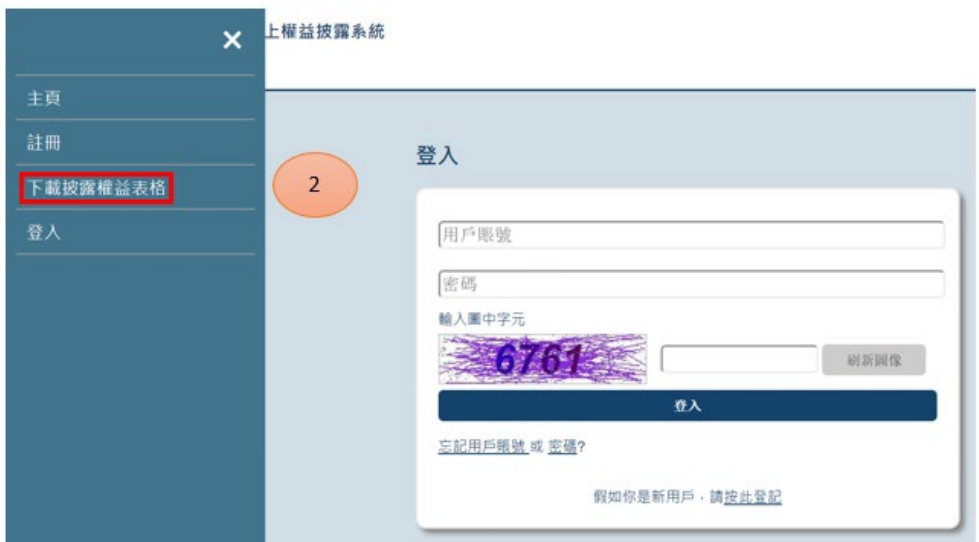 ×
上權益披露系統
主頁
註冊
下載披露權益表格
登入
2
登入
用戶賬號
密碼
輸入圖中字元
6761
刷新圖像
登入
忘記用戶賬號 或 密碼?
假如你是新用戶，請按此登記